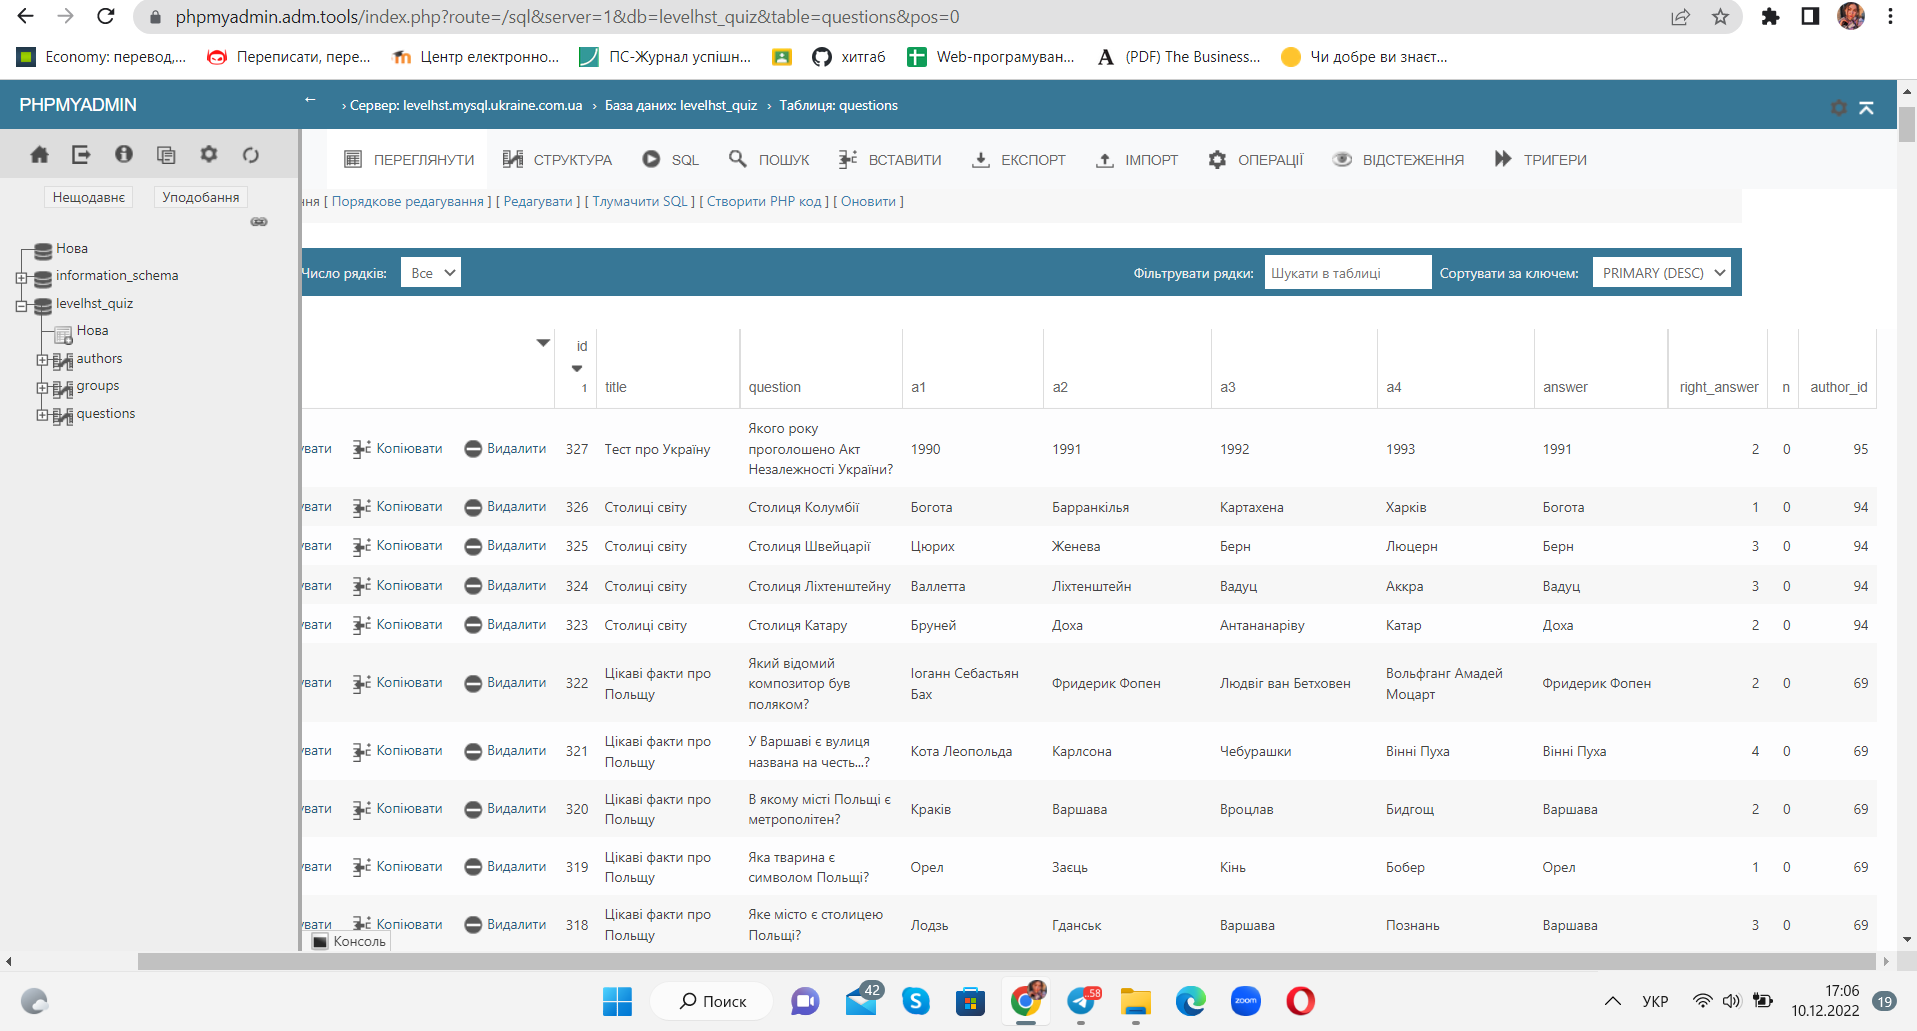 phpmyadmin.adm.tools/index.php?route=/sql&server=1&db=levelhst_quiz&table=questions&pos=0
Economy: перевод,... Переписати, пере... Центр електронно... ПС-Журнал успішн... хитгаб Web-програмуван... (PDF) The Business... Чи добре ви знаєт...
PHPMYADMIN
← › Сервер: levelhst.mysql.ukraine.com.ua › База даних: levelhst_quiz › Таблиця: questions
ПЕРЕГЛЯНУТИ СТРУКТУРА SQL ПОШУК ВСТАВИТИ ЕКСПОРТ ІМПОРТ ОПЕРАЦІЇ ВІДСТЕЖЕННЯ ТРИГЕРИ
Нещодавнє Уподобання
Нова
information_schema
levelhst_quiz
Нова
authors
groups
questions
ння [ Порядкове редагування ] [ Редагувати ] [ Тлумачити SQL ] [ Створити PHP код ] [ Оновити ]
Число рядків: Все Фільтрувати рядки: Шукати в таблиці Сортувати за ключем: PRIMARY (DESC)
id 1 title question a1 a2 a3 a4 answer right_answer n author_id
увати Копіювати Видалити 327 Тест про Україну Якого року проголошено Акт Незалежності України? 1990 1991 1992 1993 1991 2 0 95
увати Копіювати Видалити 326 Столиці світу Столиця Колумбії Богота Барранкілья Картахена Харків Богота 1 0 94
увати Копіювати Видалити 325 Столиці світу Столиця Швейцарії Цюрих Женева Берн Люцерн Берн 3 0 94
увати Копіювати Видалити 324 Столиці світу Столиця Ліхтенштейну Валлетта Ліхтенштейн Вадуц Аккра Вадуц 3 0 94
увати Копіювати Видалити 323 Столиці світу Столиця Катару Бруней Доха Антананаріву Катар Доха 2 0 94
увати Копіювати Видалити 322 Цікаві факти про Польщу Який відомий композитор був поляком? Іоганн Себастьян Бах Фридерик Фопен Людвіг ван Бетховен Вольфганг Амадей Моцарт Фридерик Фопен 2 0 69
увати Копіювати Видалити 321 Цікаві факти про Польщу У Варшаві є вулиця названа на честь...? Кота Леопольда Карлсона Чебурашки Вінні Пуха Вінні Пуха 4 0 69
увати Копіювати Видалити 320 Цікаві факти про Польщу В якому місті Польщі є метрополітен? Краків Варшава Вроцлав Бидгощ Варшава 2 0 69
увати Копіювати Видалити 319 Цікаві факти про Польщу Яка тварина є символом Польщі? Орел Заєць Кінь Бобер Орел 1 0 69
увати Копіювати Видалити 318 Цікаві факти про Польщу Яке місто є столицею Польщі? Лодзь Гданськ Варшава Познань Варшава 3 0 69
Консоль
Поиск 42 ..58 zoom УКР 17:06
10.12.2022 19